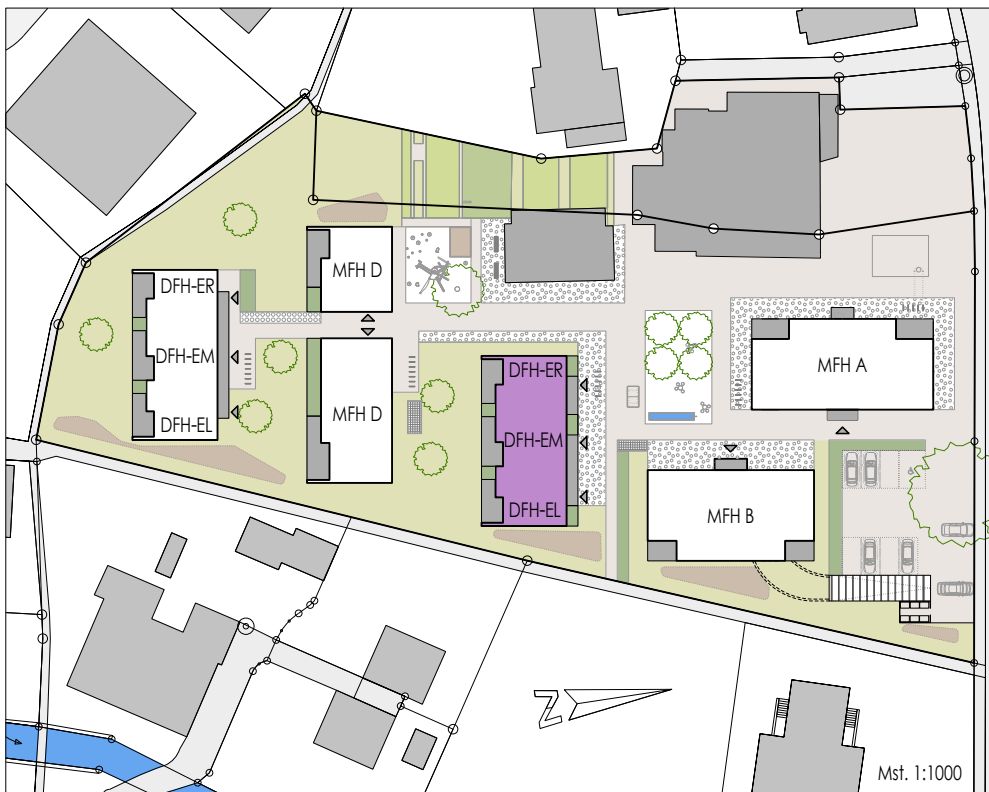 MFH D
DFH-ER
DFH-EM
DFH-EL
MFH D
DFH-ER
DFH-EM
DFH-EL
MFH A
MFH B
N
Mst. 1:1000